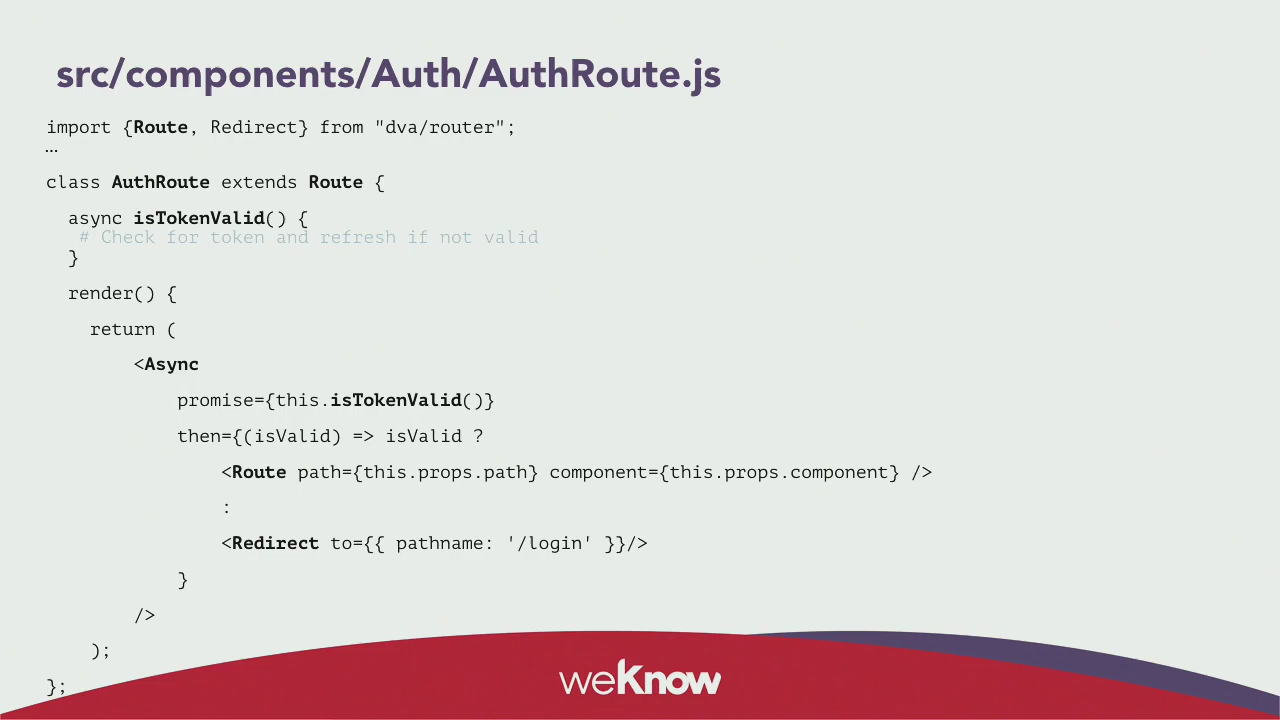 src/components/Auth/AuthRoute.js
import {Route, Redirect} from "dva/router";
…
class AuthRoute extends Route {
  async isTokenValid() {
   # Check for token and refresh if not valid
  }
  render() {
    return (
        <Async
            promise={this.isTokenValid()}
            then={(isValid) => isValid ?
                <Route path={this.props.path} component={this.props.component} />
                :
                <Redirect to={{ pathname: '/login' }}/>
            }
        />
    );
};
weKnow